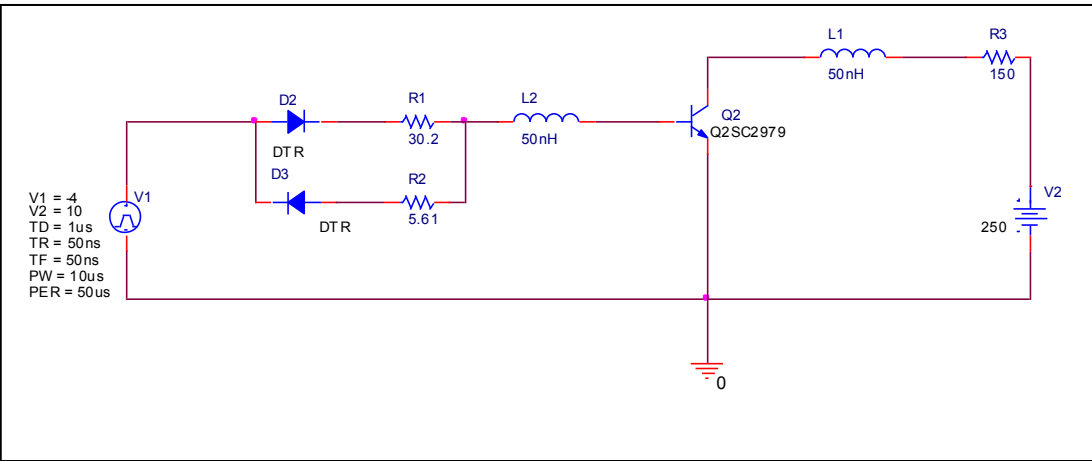 L1
50nH
R3
150
D2
DTR
R1
30.2
L2
50nH
Q2
Q2SC2979
D3
DTR
R2
5.61
V1 = -4
V2 = 10
TD = 1us
TR = 50ns
TF = 50ns
PW = 10us
PER = 50us
V1
V2
250
0